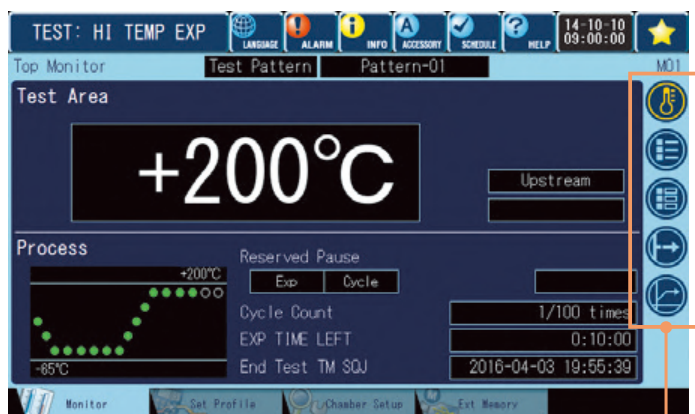 TEST: HI TEMP EXP
LANGUAGE
ALARM
INFO
ACCESSORY
SCHEDULE
HELP
14-10-10
09:00:00
Top Monitor
Test Pattern
Pattern-01
M01
Test Area
+200°C
Upstream
Process
+200℃
-65℃
Reserved Pause
Exp
Cycle
Cycle Count
1/100 times
EXP TIME LEFT
0:10:00
End Test TM SQJ
2016-04-03 19:55:39
Monitor
Set Profile
Chamber Setup
Ext Memory